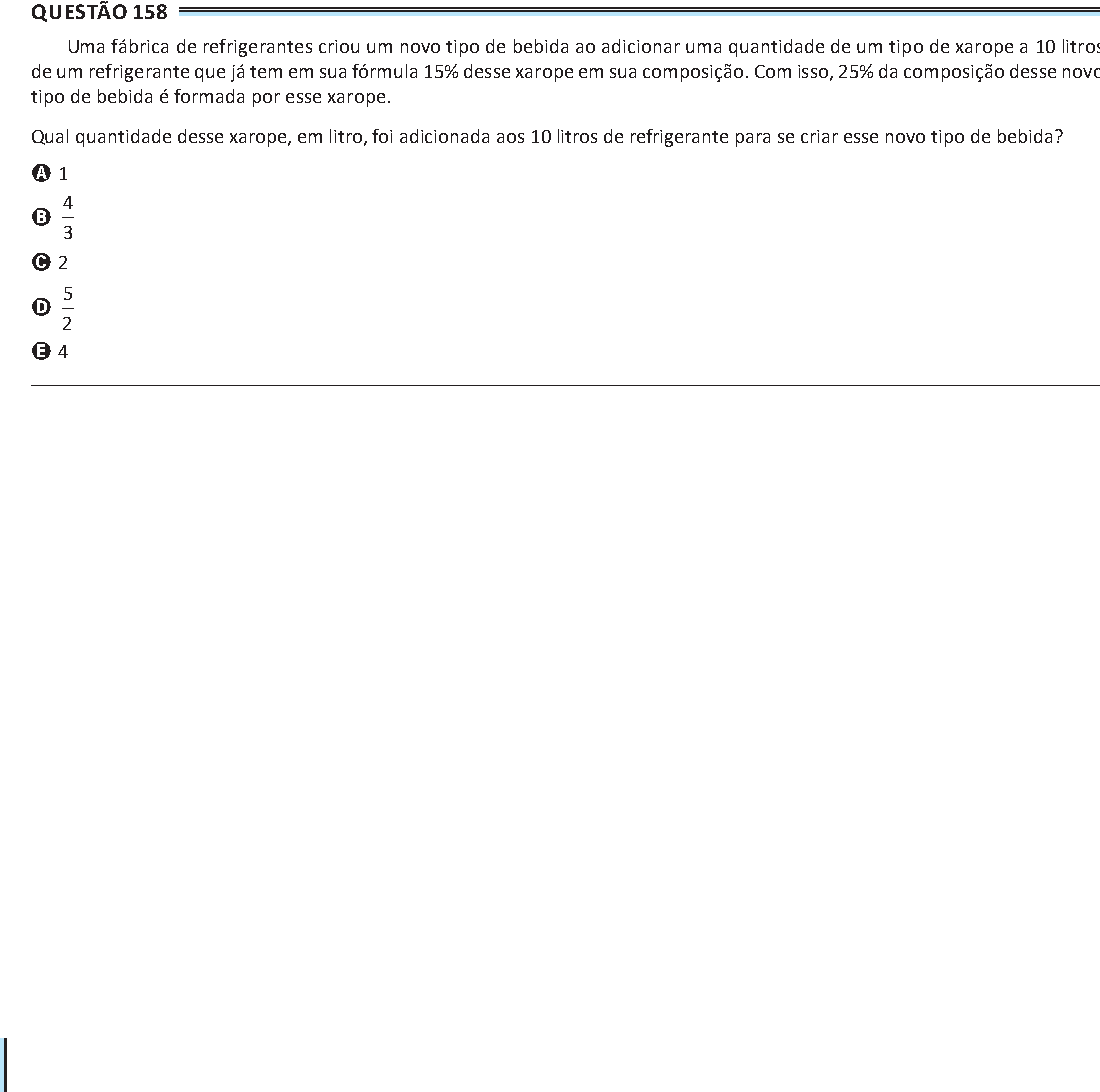 QUESTÃO 158
Uma fábrica de refrigerantes criou um novo tipo de bebida ao adicionar uma quantidade de um tipo de xarope a 10 litros
de um refrigerante que já tem em sua fórmula 15% desse xarope em sua composição. Com isso, 25% da composição desse novo
tipo de bebida é formada por esse xarope.
Qual quantidade desse xarope, em litro, foi adicionada aos 10 litros de refrigerante para se criar esse novo tipo de bebida?
A 1
B 4/3
C 2
D 5/2
E 4